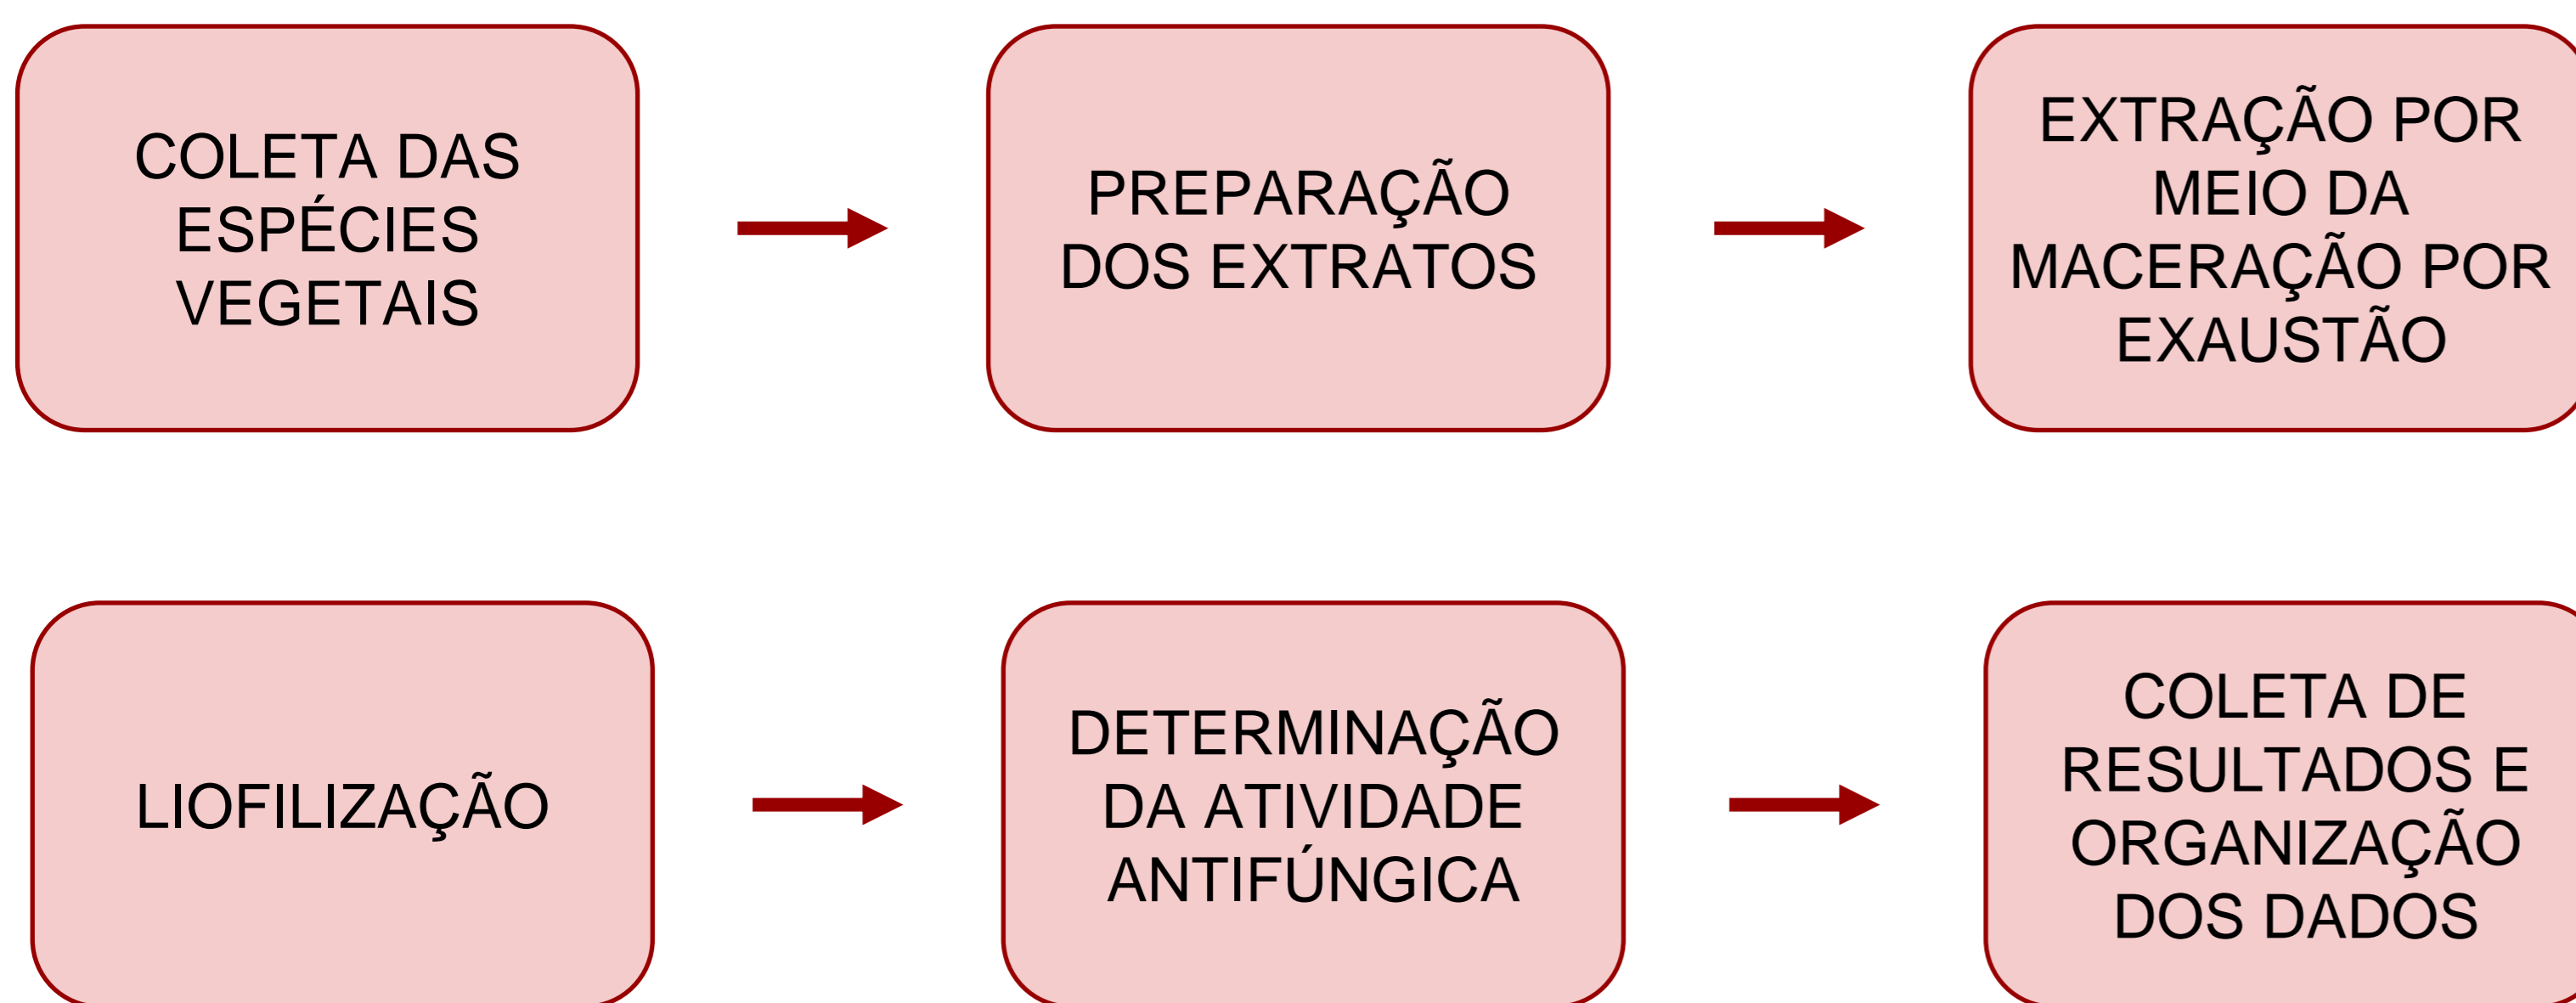 COLETA DAS
ESPÉCIES
VEGETAIS
PREPARAÇÃO
DOS EXTRATOS
EXTRAÇÃO POR
MEIO DA
MACERAÇÃO POR
EXAUSTÃO
LIOFILIZAÇÃO
DETERMINAÇÃO
DA ATIVIDADE
ANTIFÚNGICA
COLETA DE
RESULTADOS E
ORGANIZAÇÃO
DOS DADOS